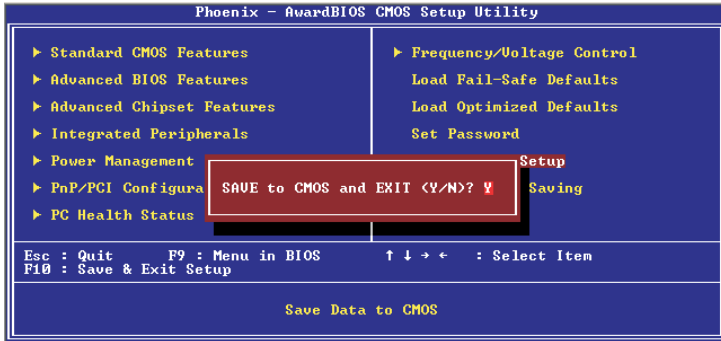 Phoenix - AwardBIOS CMOS Setup Utility
▶ Standard CMOS Features
▶ Advanced BIOS Features
▶ Advanced Chipset Features
▶ Integrated Peripherals
▶ Power Management
▶ PnP/PCI Configura
▶ PC Health Status
▶ Frequency/Voltage Control
Load Fail-Safe Defaults
Load Optimized Defaults
Set Password
Setup
Saving
SAVE to CMOS and EXIT (Y/N)? Y
Esc : Quit F9 : Menu in BIOS ↑ ↓ → ← : Select Item
F10 : Save & Exit Setup
Save Data to CMOS